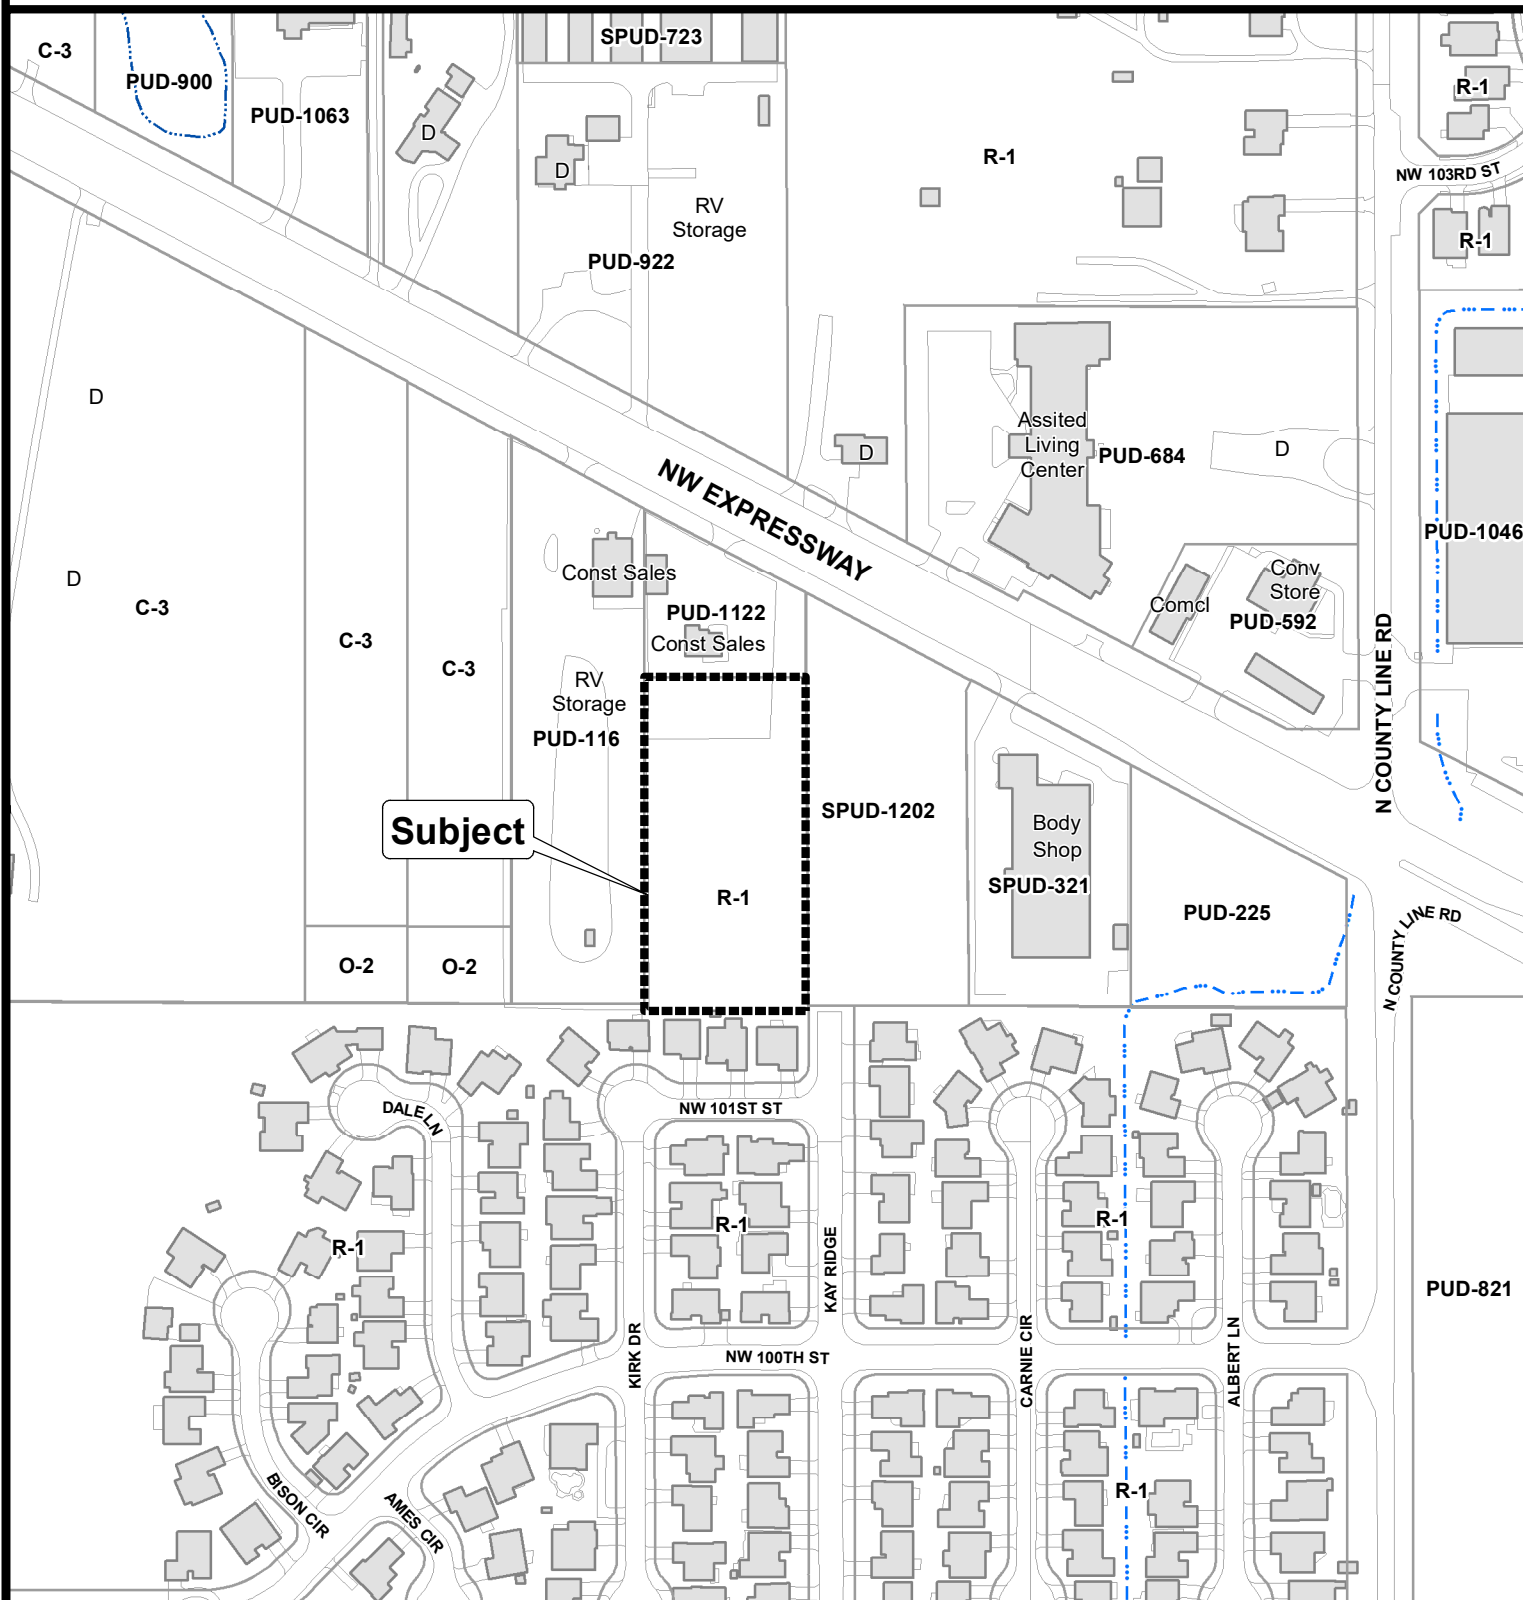 SPUD-723
C-3
PUD-900
R-1
PUD-1063
D
R-1
D
NW 103RD ST
RV
Storage
R-1
PUD-922
D
Assited
Living
Center
D
PUD-684
D
NW EXPRESSWAY
PUD-1046
Const Sales
Conv
Store
D
C-3
Comcl
PUD-1122
PUD-592
C-3
Const Sales
C-3
N COUNTY LINE RD
RV
Storage
PUD-116
SPUD-1202
Subject
Body
Shop
SPUD-321
R-1
PUD-225
N COUNTY LINE RD
O-2
O-2
DALE LN
NW 101ST ST
R-1
R-1
R-1
KAY RIDGE
PUD-821
KIRK DR
NW 100TH ST
CARNIE CIR
ALBERT LN
R-1
BISON CIR
AMES CIR